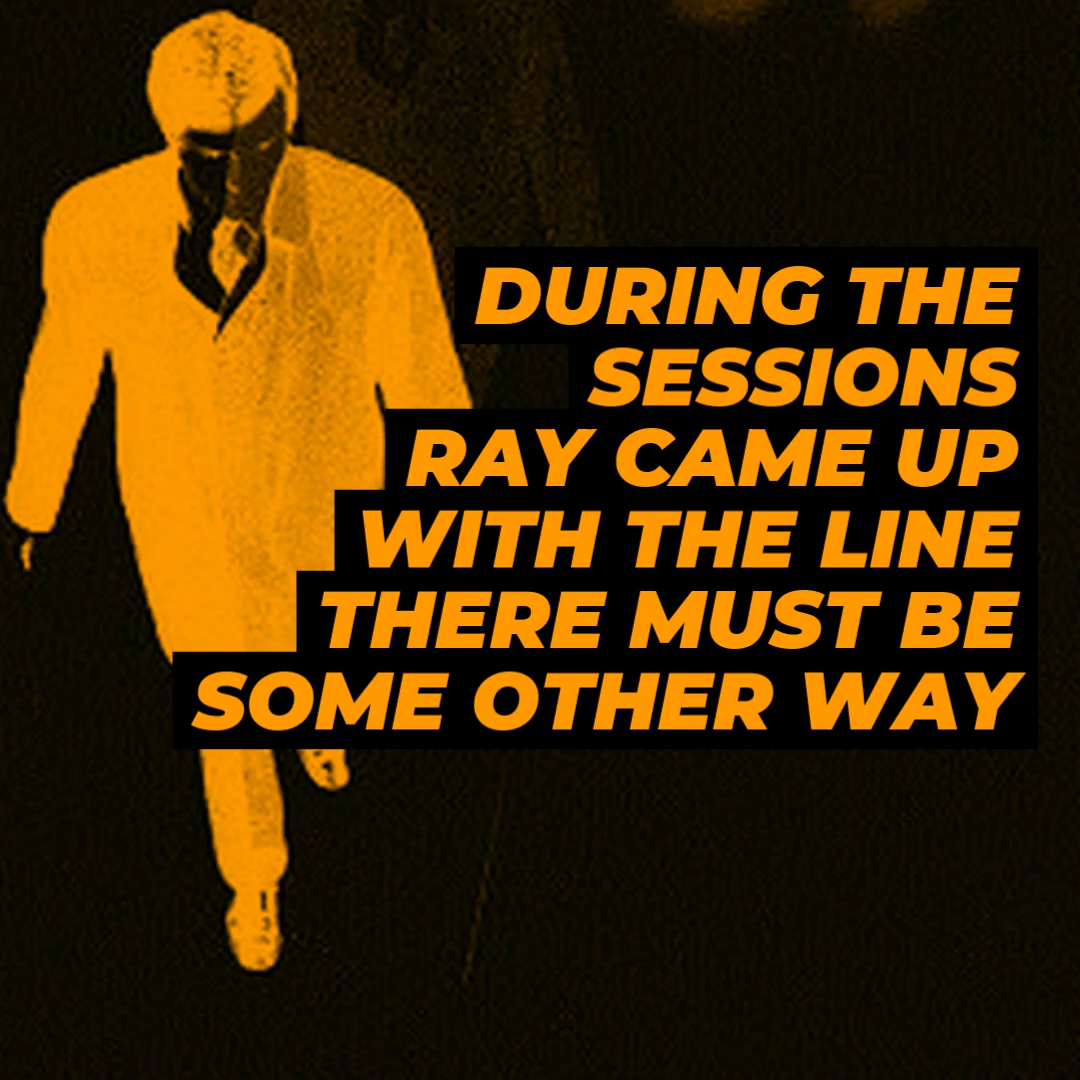 DURING THE
SESSIONS
RAY CAME UP
WITH THE LINE
THERE MUST BE
SOME OTHER WAY